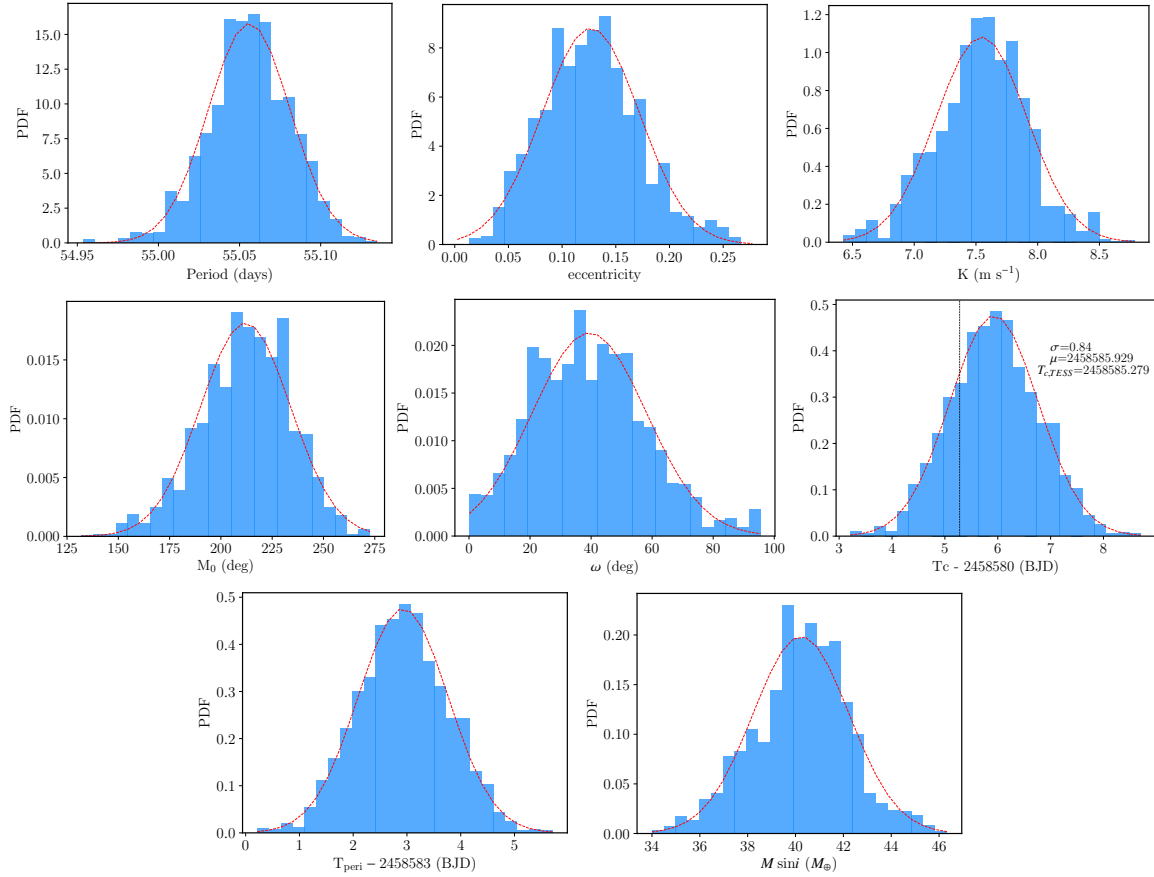 PDF
0.0
2.5
5.0
7.5
10.0
12.5
15.0
54.95 55.00 55.05 55.10
Period (days)
PDF
0
2
4
6
8
0.00 0.05 0.10 0.15 0.20 0.25
eccentricity
PDF
0.0
0.2
0.4
0.6
0.8
1.0
1.2
6.5 7.0 7.5 8.0 8.5
K (m s⁻¹)
PDF
0.000
0.005
0.010
0.015
125 150 175 200 225 250 275
M₀ (deg)
PDF
0.000
0.005
0.010
0.015
0.020
0 20 40 60 80 100
ω (deg)
PDF
0.0
0.1
0.2
0.3
0.4
0.5
σ=0.84
μ=2458585.929
T_{c,TESS}=2458585.279
3 4 5 6 7 8
Tc - 2458580 (BJD)
PDF
0.0
0.1
0.2
0.3
0.4
0.5
0 1 2 3 4 5
T_{peri} − 2458583 (BJD)
PDF
0.00
0.05
0.10
0.15
0.20
34 36 38 40 42 44 46
M sini (M⊕)